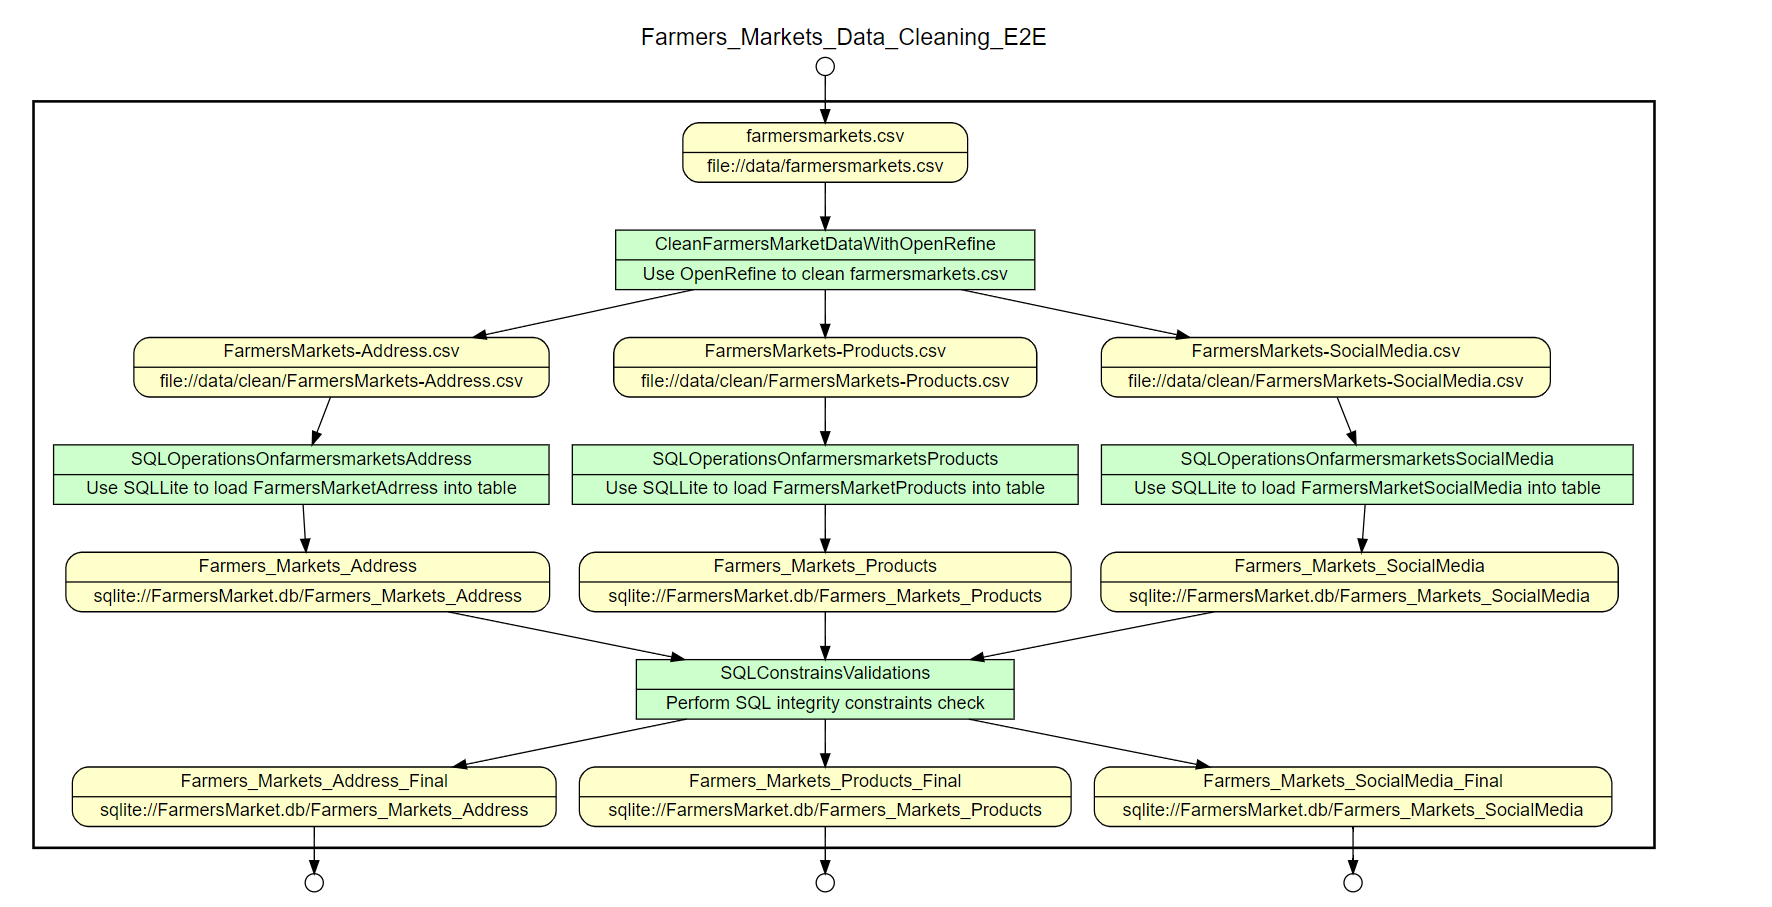 Farmers_Markets_Data_Cleaning_E2E
farmersmarkets.csv
file://data/farmersmarkets.csv
CleanFarmersMarketDataWithOpenRefine
Use OpenRefine to clean farmersmarkets.csv
FarmersMarkets-Address.csv
file://data/clean/FarmersMarkets-Address.csv
FarmersMarkets-Products.csv
file://data/clean/FarmersMarkets-Products.csv
FarmersMarkets-SocialMedia.csv
file://data/clean/FarmersMarkets-SocialMedia.csv
SQLOperationsOnfarmersmarketsAddress
Use SQLLite to load FarmersMarketAdrress into table
SQLOperationsOnfarmersmarketsProducts
Use SQLLite to load FarmersMarketProducts into table
SQLOperationsOnfarmersmarketsSocialMedia
Use SQLLite to load FarmersMarketSocialMedia into table
Farmers_Markets_Address
sqlite://FarmersMarket.db/Farmers_Markets_Address
Farmers_Markets_Products
sqlite://FarmersMarket.db/Farmers_Markets_Products
Farmers_Markets_SocialMedia
sqlite://FarmersMarket.db/Farmers_Markets_SocialMedia
SQLConstrainsValidations
Perform SQL integrity constraints check
Farmers_Markets_Address_Final
sqlite://FarmersMarket.db/Farmers_Markets_Address
Farmers_Markets_Products_Final
sqlite://FarmersMarket.db/Farmers_Markets_Products
Farmers_Markets_SocialMedia_Final
sqlite://FarmersMarket.db/Farmers_Markets_SocialMedia